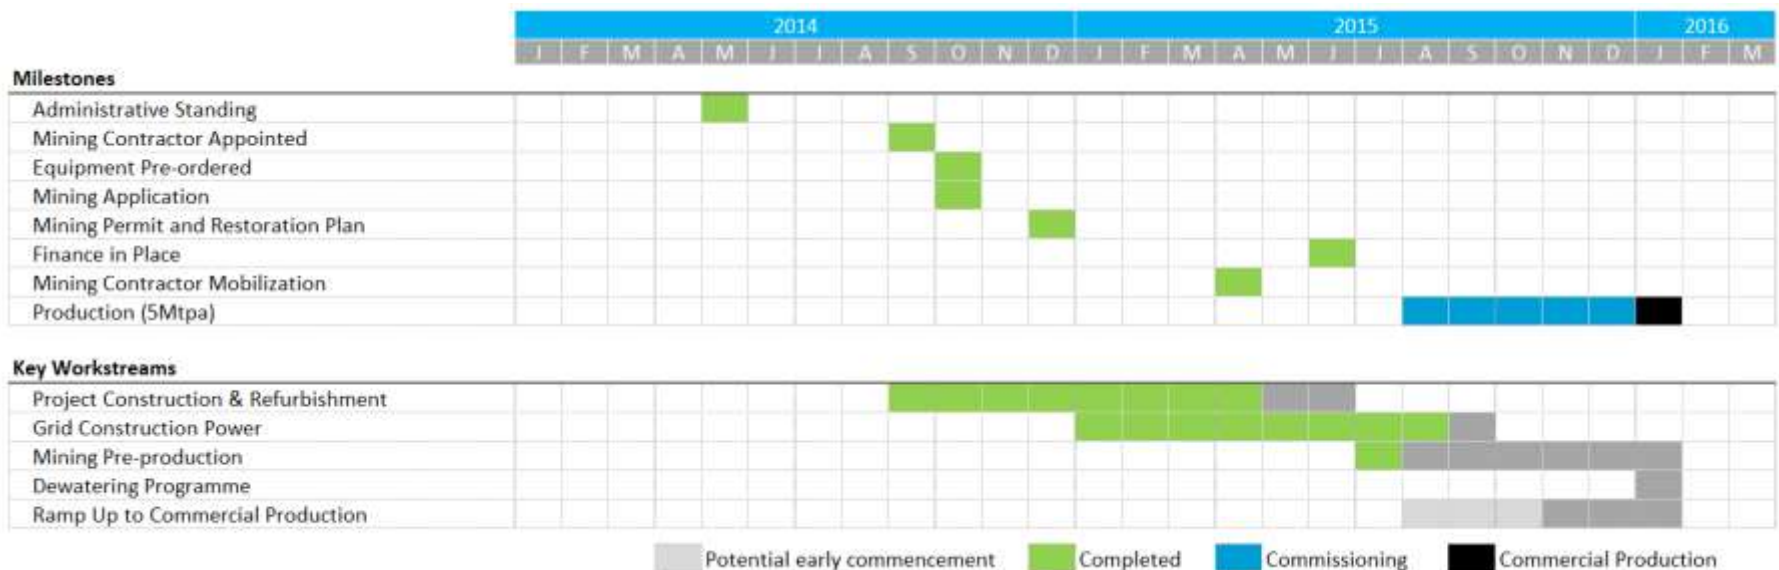 2014 2015 2016
J F M A M J J A S O N D J F M A M J J A S O N D J F M
Milestones
Administrative Standing
Mining Contractor Appointed
Equipment Pre-ordered
Mining Application
Mining Permit and Restoration Plan
Finance in Place
Mining Contractor Mobilization
Production (5Mtpa)
Key Workstreams
Project Construction & Refurbishment
Grid Construction Power
Mining Pre-production
Dewatering Programme
Ramp Up to Commercial Production
Potential early commencement Completed Commissioning Commercial Production